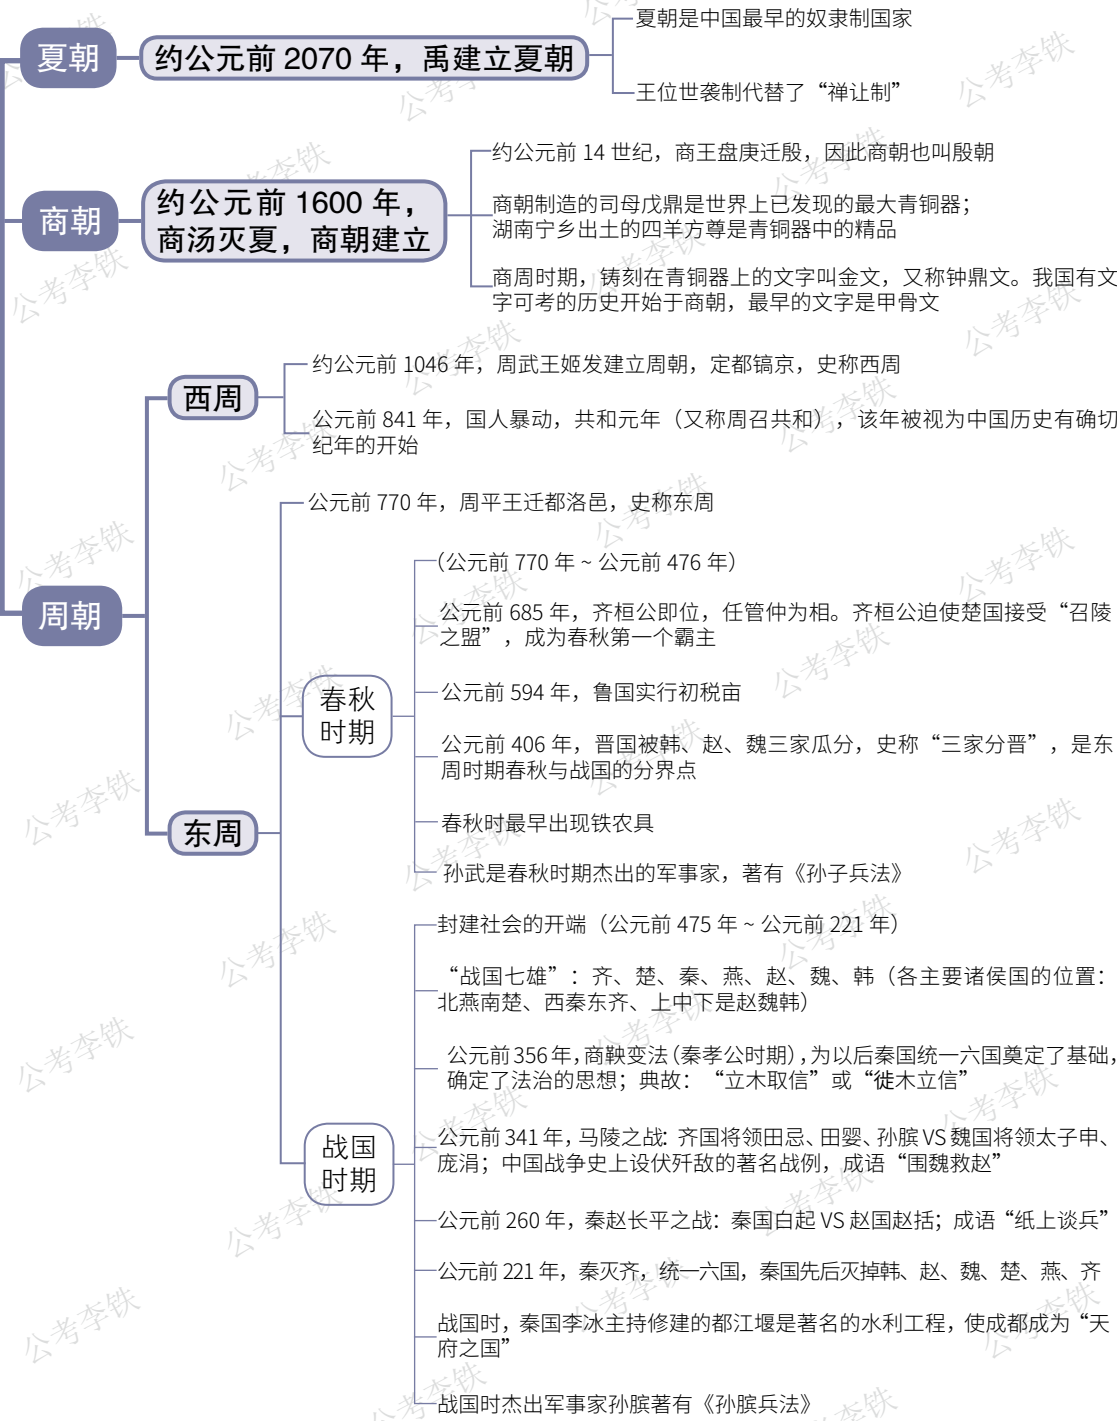 夏朝
约公元前 2070 年，禹建立夏朝
夏朝是中国最早的奴隶制国家
王位世袭制代替了“禅让制”
商朝
约公元前 1600 年，
商汤灭夏，商朝建立
约公元前 14 世纪，商王盘庚迁殷，因此商朝也叫殷朝
商朝制造的司母戊鼎是世界上已发现的最大青铜器；
湖南宁乡出土的四羊方尊是青铜器中的精品
商周时期，铸刻在青铜器上的文字叫金文，又称钟鼎文。我国有文
字可考的历史开始于商朝，最早的文字是甲骨文
周朝
西周
约公元前 1046 年，周武王姬发建立周朝，定都镐京，史称西周
公元前 841 年，国人暴动，共和元年（又称周召共和），该年被视为中国历史有确切
纪年的开始
东周
公元前 770 年，周平王迁都洛邑，史称东周
春秋
时期
（公元前 770 年 ~ 公元前 476 年）
公元前 685 年，齐桓公即位，任管仲为相。齐桓公迫使楚国接受“召陵
之盟”，成为春秋第一个霸主
公元前 594 年，鲁国实行初税亩
公元前 406 年，晋国被韩、赵、魏三家瓜分，史称“三家分晋”，是东
周时期春秋与战国的分界点
春秋时最早出现铁农具
孙武是春秋时期杰出的军事家，著有《孙子兵法》
战国
时期
封建社会的开端（公元前 475 年 ~ 公元前 221 年）
“战国七雄”：齐、楚、秦、燕、赵、魏、韩（各主要诸侯国的位置：
北燕南楚、西秦东齐、上中下是赵魏韩）
公元前 356 年，商鞅变法（秦孝公时期），为以后秦国统一六国奠定了基础，
确定了法治的思想；典故：“立木取信”或“徙木立信”
公元前 341 年，马陵之战：齐国将领田忌、田婴、孙膑 VS 魏国将领太子申、
庞涓；中国战争史上设伏歼敌的著名战例，成语“围魏救赵”
公元前 260 年，秦赵长平之战：秦国白起 VS 赵国赵括；成语“纸上谈兵”
公元前 221 年，秦灭齐，统一六国，秦国先后灭掉韩、赵、魏、楚、燕、齐
战国时，秦国李冰主持修建的都江堰是著名的水利工程，使成都成为“天
府之国”
战国时杰出军事家孙膑著有《孙膑兵法》
公考李铁